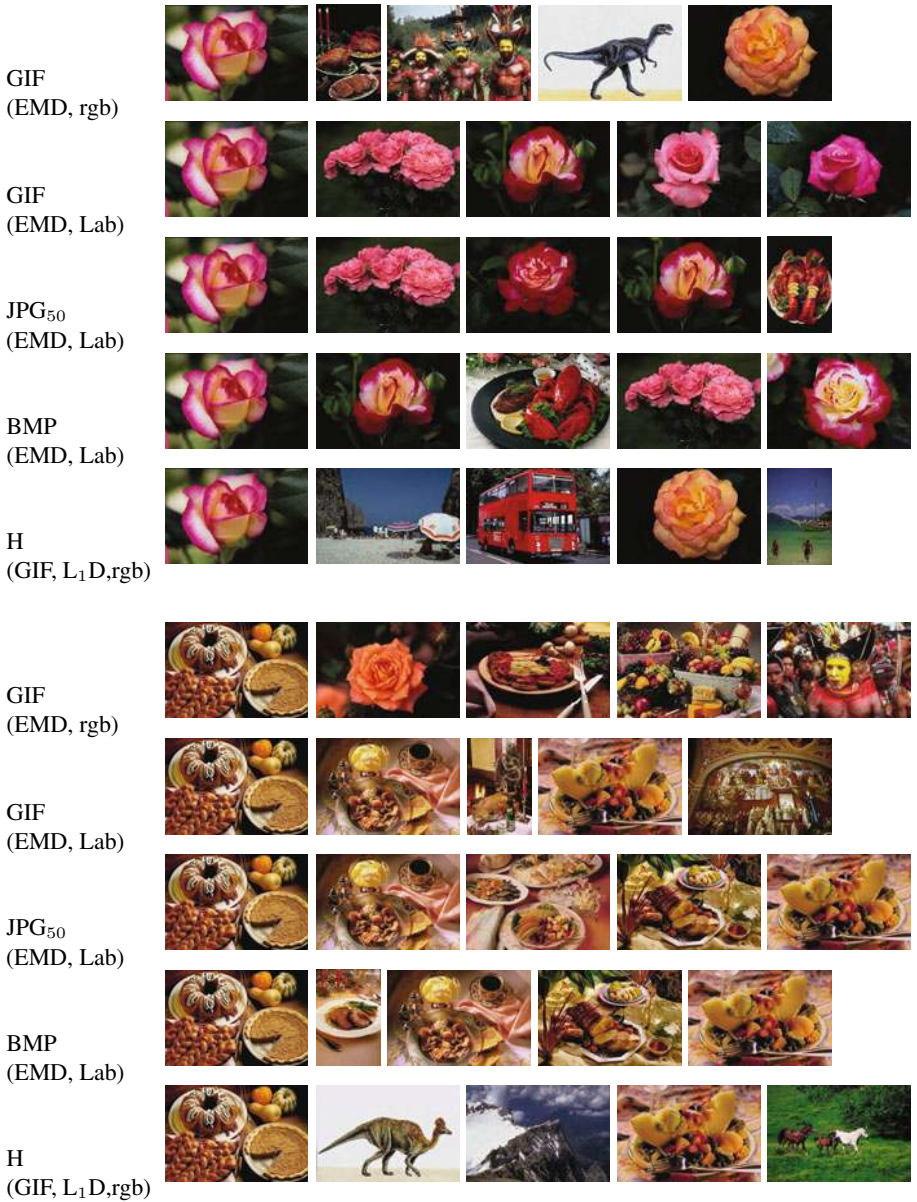 GIF
(EMD, rgb)
GIF
(EMD, Lab)
JPG₅₀
(EMD, Lab)
BMP
(EMD, Lab)
H
(GIF, L₁D,rgb)
GIF
(EMD, rgb)
GIF
(EMD, Lab)
JPG₅₀
(EMD, Lab)
BMP
(EMD, Lab)
H
(GIF, L₁D,rgb)